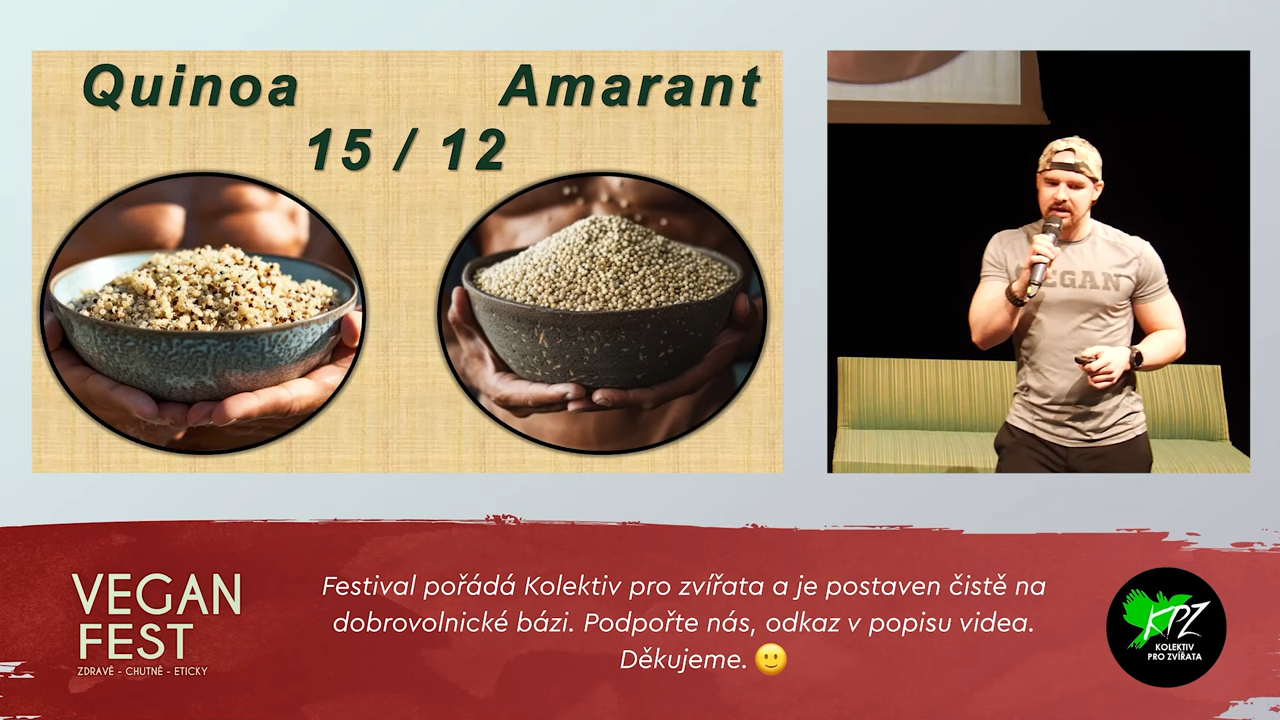 Quinoa
Amarant
15 / 12
VEGAN
VEGAN
FEST
ZDRAVĚ - CHUTNĚ - ETICKY
Festival pořádá Kolektiv pro zvířata a je postaven čistě na
dobrovolnické bázi. Podpořte nás, odkaz v popisu videa.
Děkujeme. 🙂
KPZ
KOLEKTIV
PRO ZVÍŘATA